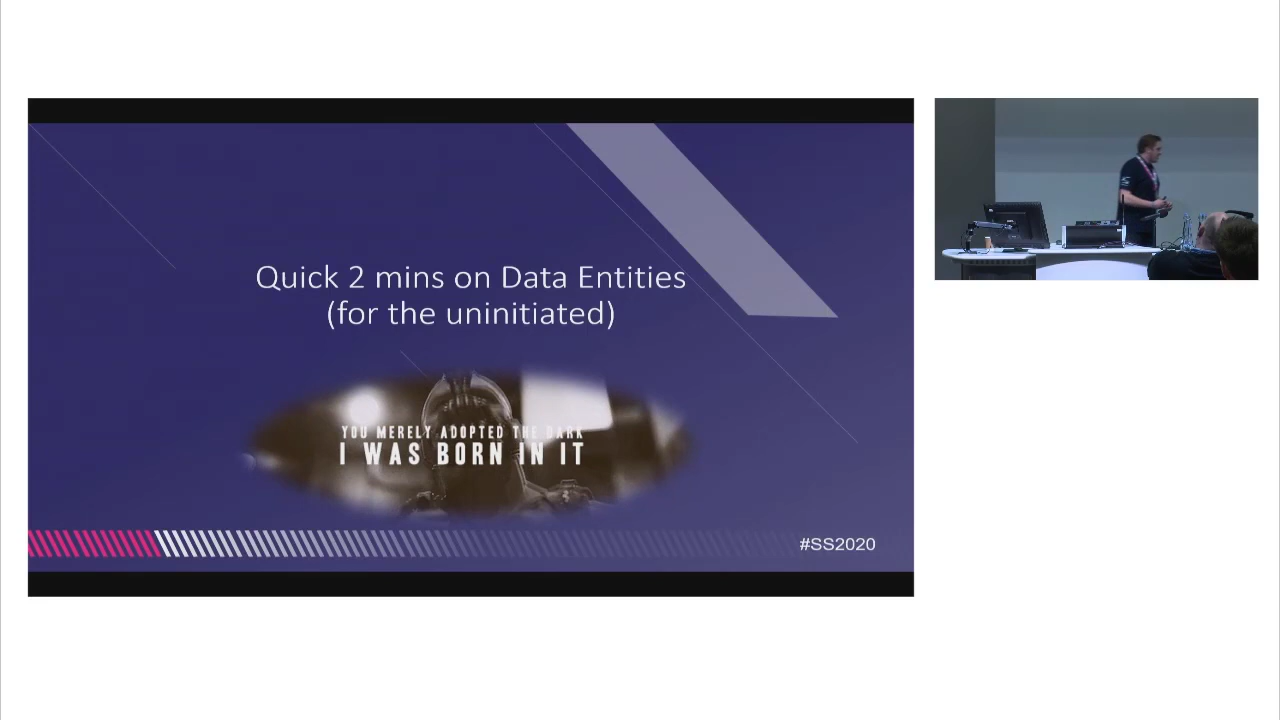 Quick 2 mins on Data Entities
(for the uninitiated)
YOU MERELY ADOPTED THE DARK
I WAS BORN IN IT
#SS2020